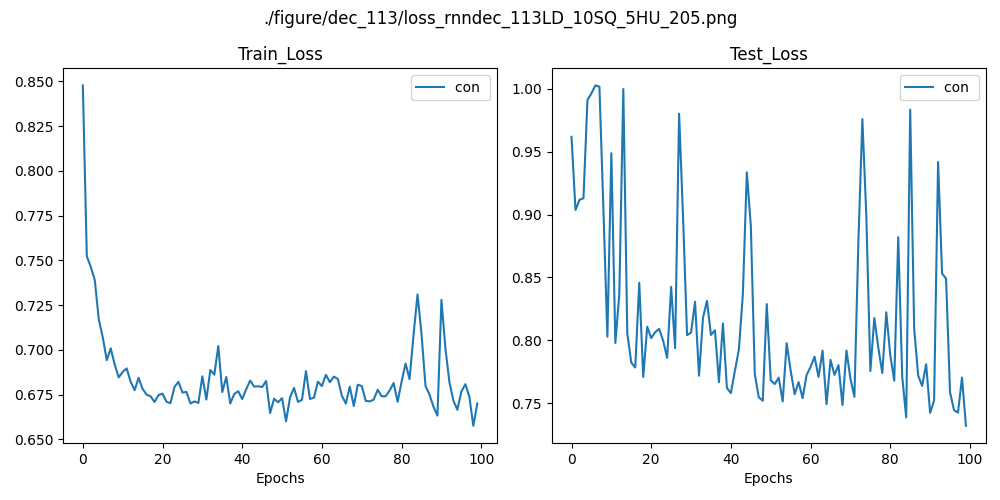 ./figure/dec_113/loss_rnndec_113LD_10SQ_5HU_205.png
Train_Loss
con
0.850
0.825
0.800
0.775
0.750
0.725
0.700
0.675
0.650
0 20 40 60 80 100
Epochs
Test_Loss
con
1.00
0.95
0.90
0.85
0.80
0.75
0 20 40 60 80 100
Epochs